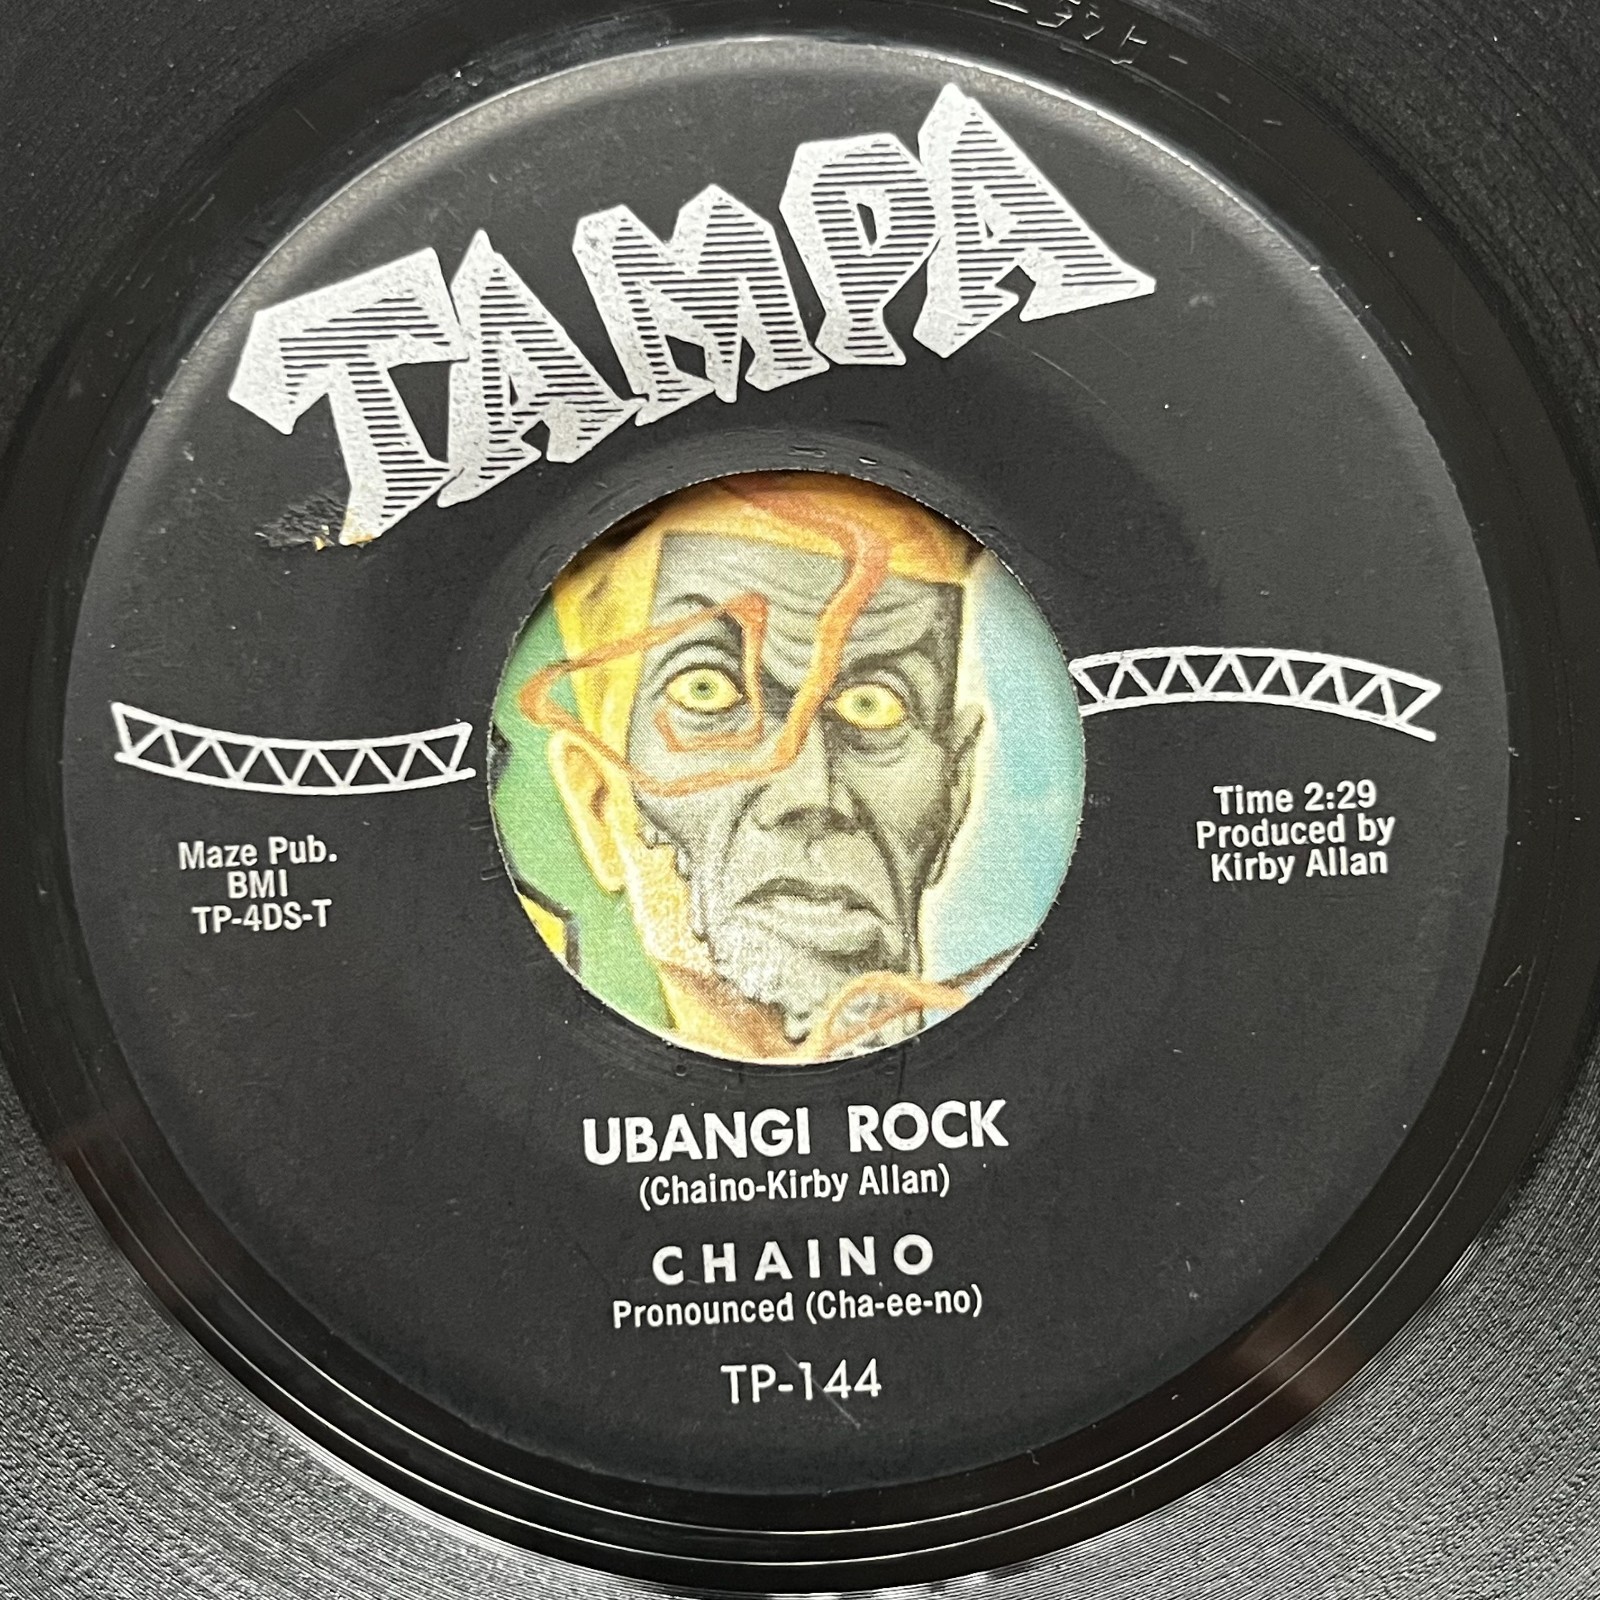 TAMPA
Maze Pub.
BMI
TP-4DS-T
Time 2:29
Produced by
Kirby Allan
UBANGI ROCK
(Chaino-Kirby Allan)
CHAINO
Pronounced (Cha-ee-no)
TP-144